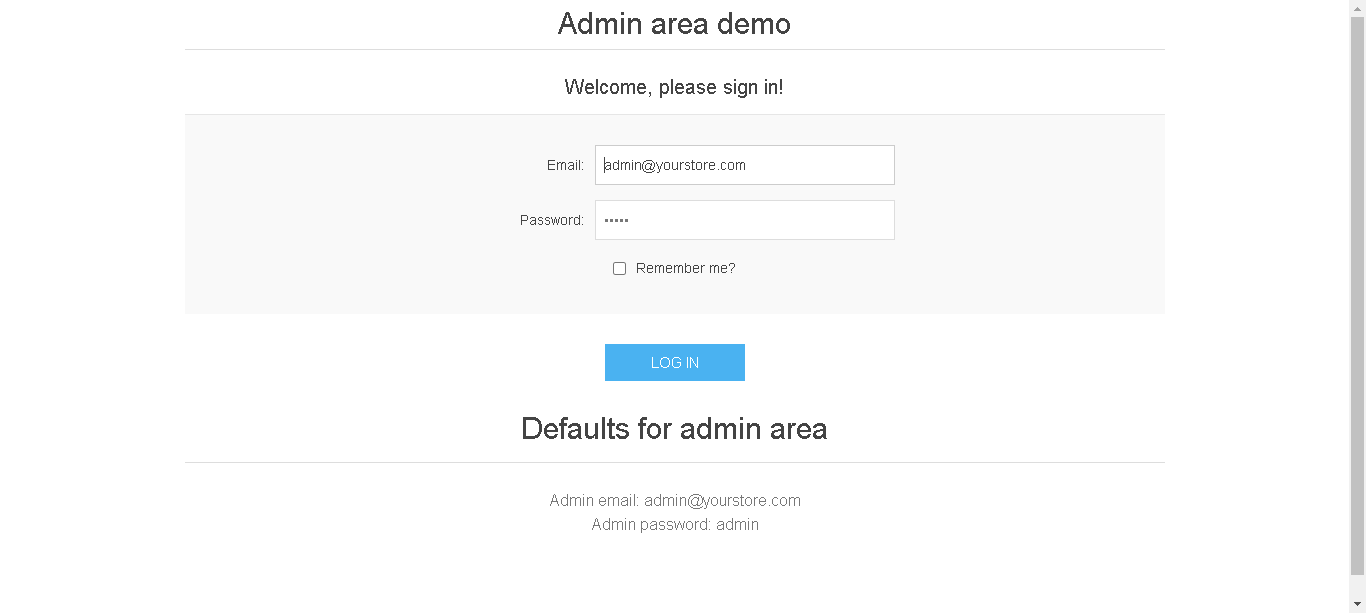 Admin area demo
Welcome, please sign in!
Email: admin@yourstore.com
Password: •••••
Remember me?
LOG IN
Defaults for admin area
Admin email: admin@yourstore.com
Admin password: admin